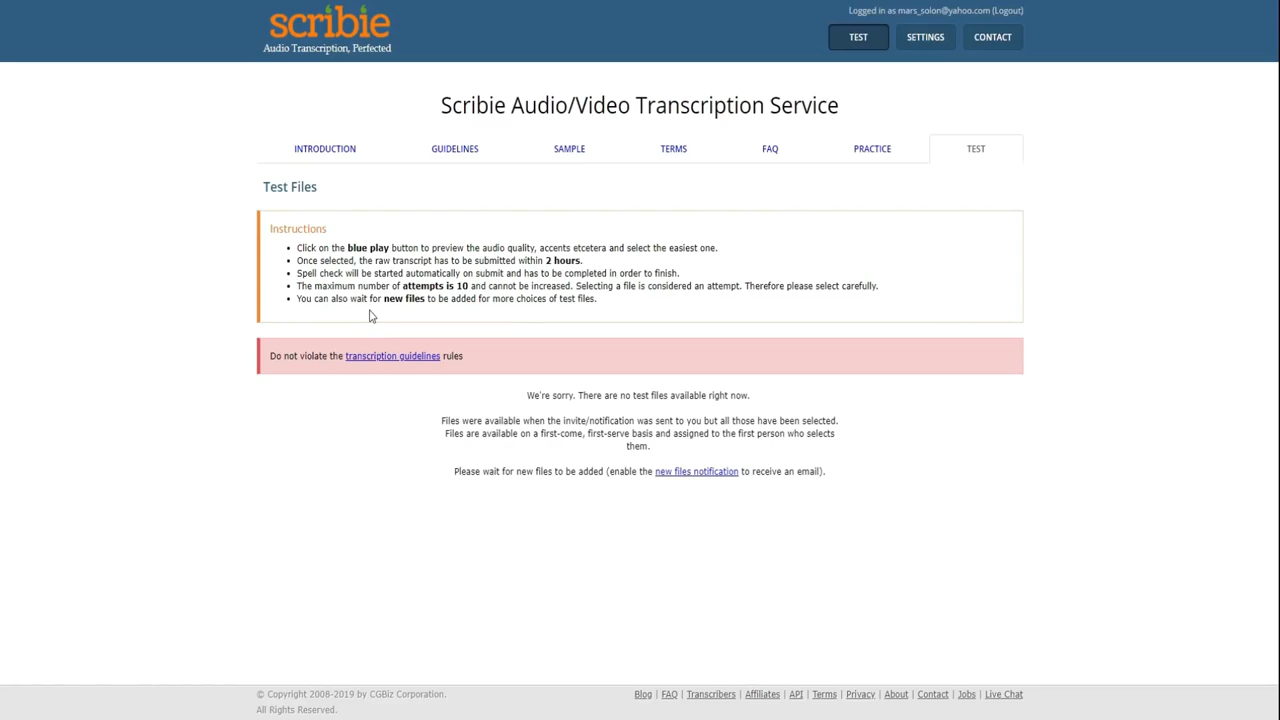 scribie
Audio Transcription, Perfected
Logged in as mars_solon@yahoo.com (Logout)
TEST SETTINGS CONTACT
Scribie Audio/Video Transcription Service
INTRODUCTION GUIDELINES SAMPLE TERMS FAQ PRACTICE TEST
Test Files
Instructions
• Click on the blue play button to preview the audio quality, accents etcetera and select the easiest one.
• Once selected, the raw transcript has to be submitted within 2 hours.
• Spell check will be started automatically on submit and has to be completed in order to finish.
• The maximum number of attempts is 10 and cannot be increased. Selecting a file is considered an attempt. Therefore please select carefully.
• You can also wait for new files to be added for more choices of test files.
Do not violate the transcription guidelines rules
We're sorry. There are no test files available right now.
Files were available when the invite/notification was sent to you but all those have been selected.
Files are available on a first-come, first-serve basis and assigned to the first person who selects
them.
Please wait for new files to be added (enable the new files notification to receive an email).
© Copyright 2008-2019 by CGBiz Corporation.
All Rights Reserved.
Blog | FAQ | Transcribers | Affiliates | API | Terms | Privacy | About | Contact | Jobs | Live Chat